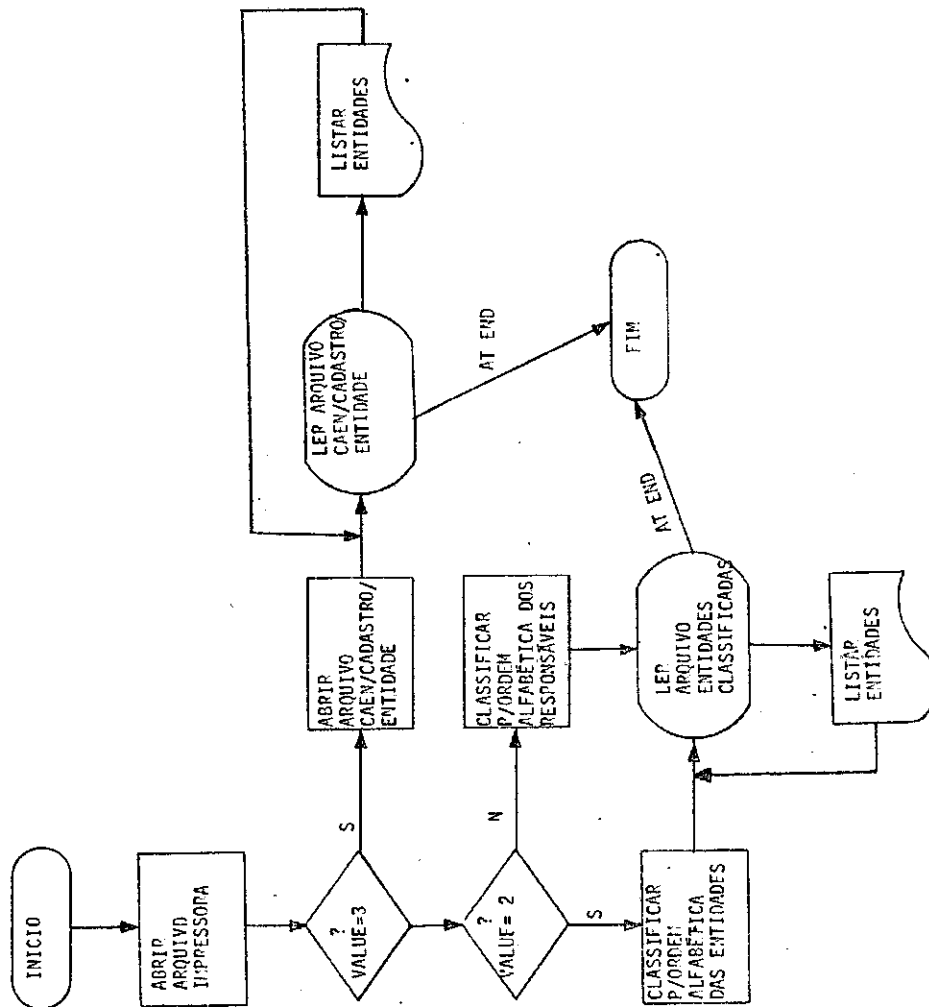 INICIO
ABRIR
ARQUIVO
IMPRESSORA
?
VALUE=3
S
ABRIR
ARQUIVO
CAEN/CADASTRO/
ENTIDADE
LER ARQUIVO
CAEN/CADASTRO/
ENTIDADE
LISTAR
ENTIDADES
AT END
?
VALUE= 2
N
CLASSIFICAR
P/ORDEM
ALFABÉTICA DOS
RESPONSÁVEIS
S
CLASSIFICAR
P/ORDEM
ALFABÉTICA
DAS ENTIDADES
LER
ARQUIVO
ENTIDADES
CLASSIFICADAS
AT END
FIM
LISTAR
ENTIDADES